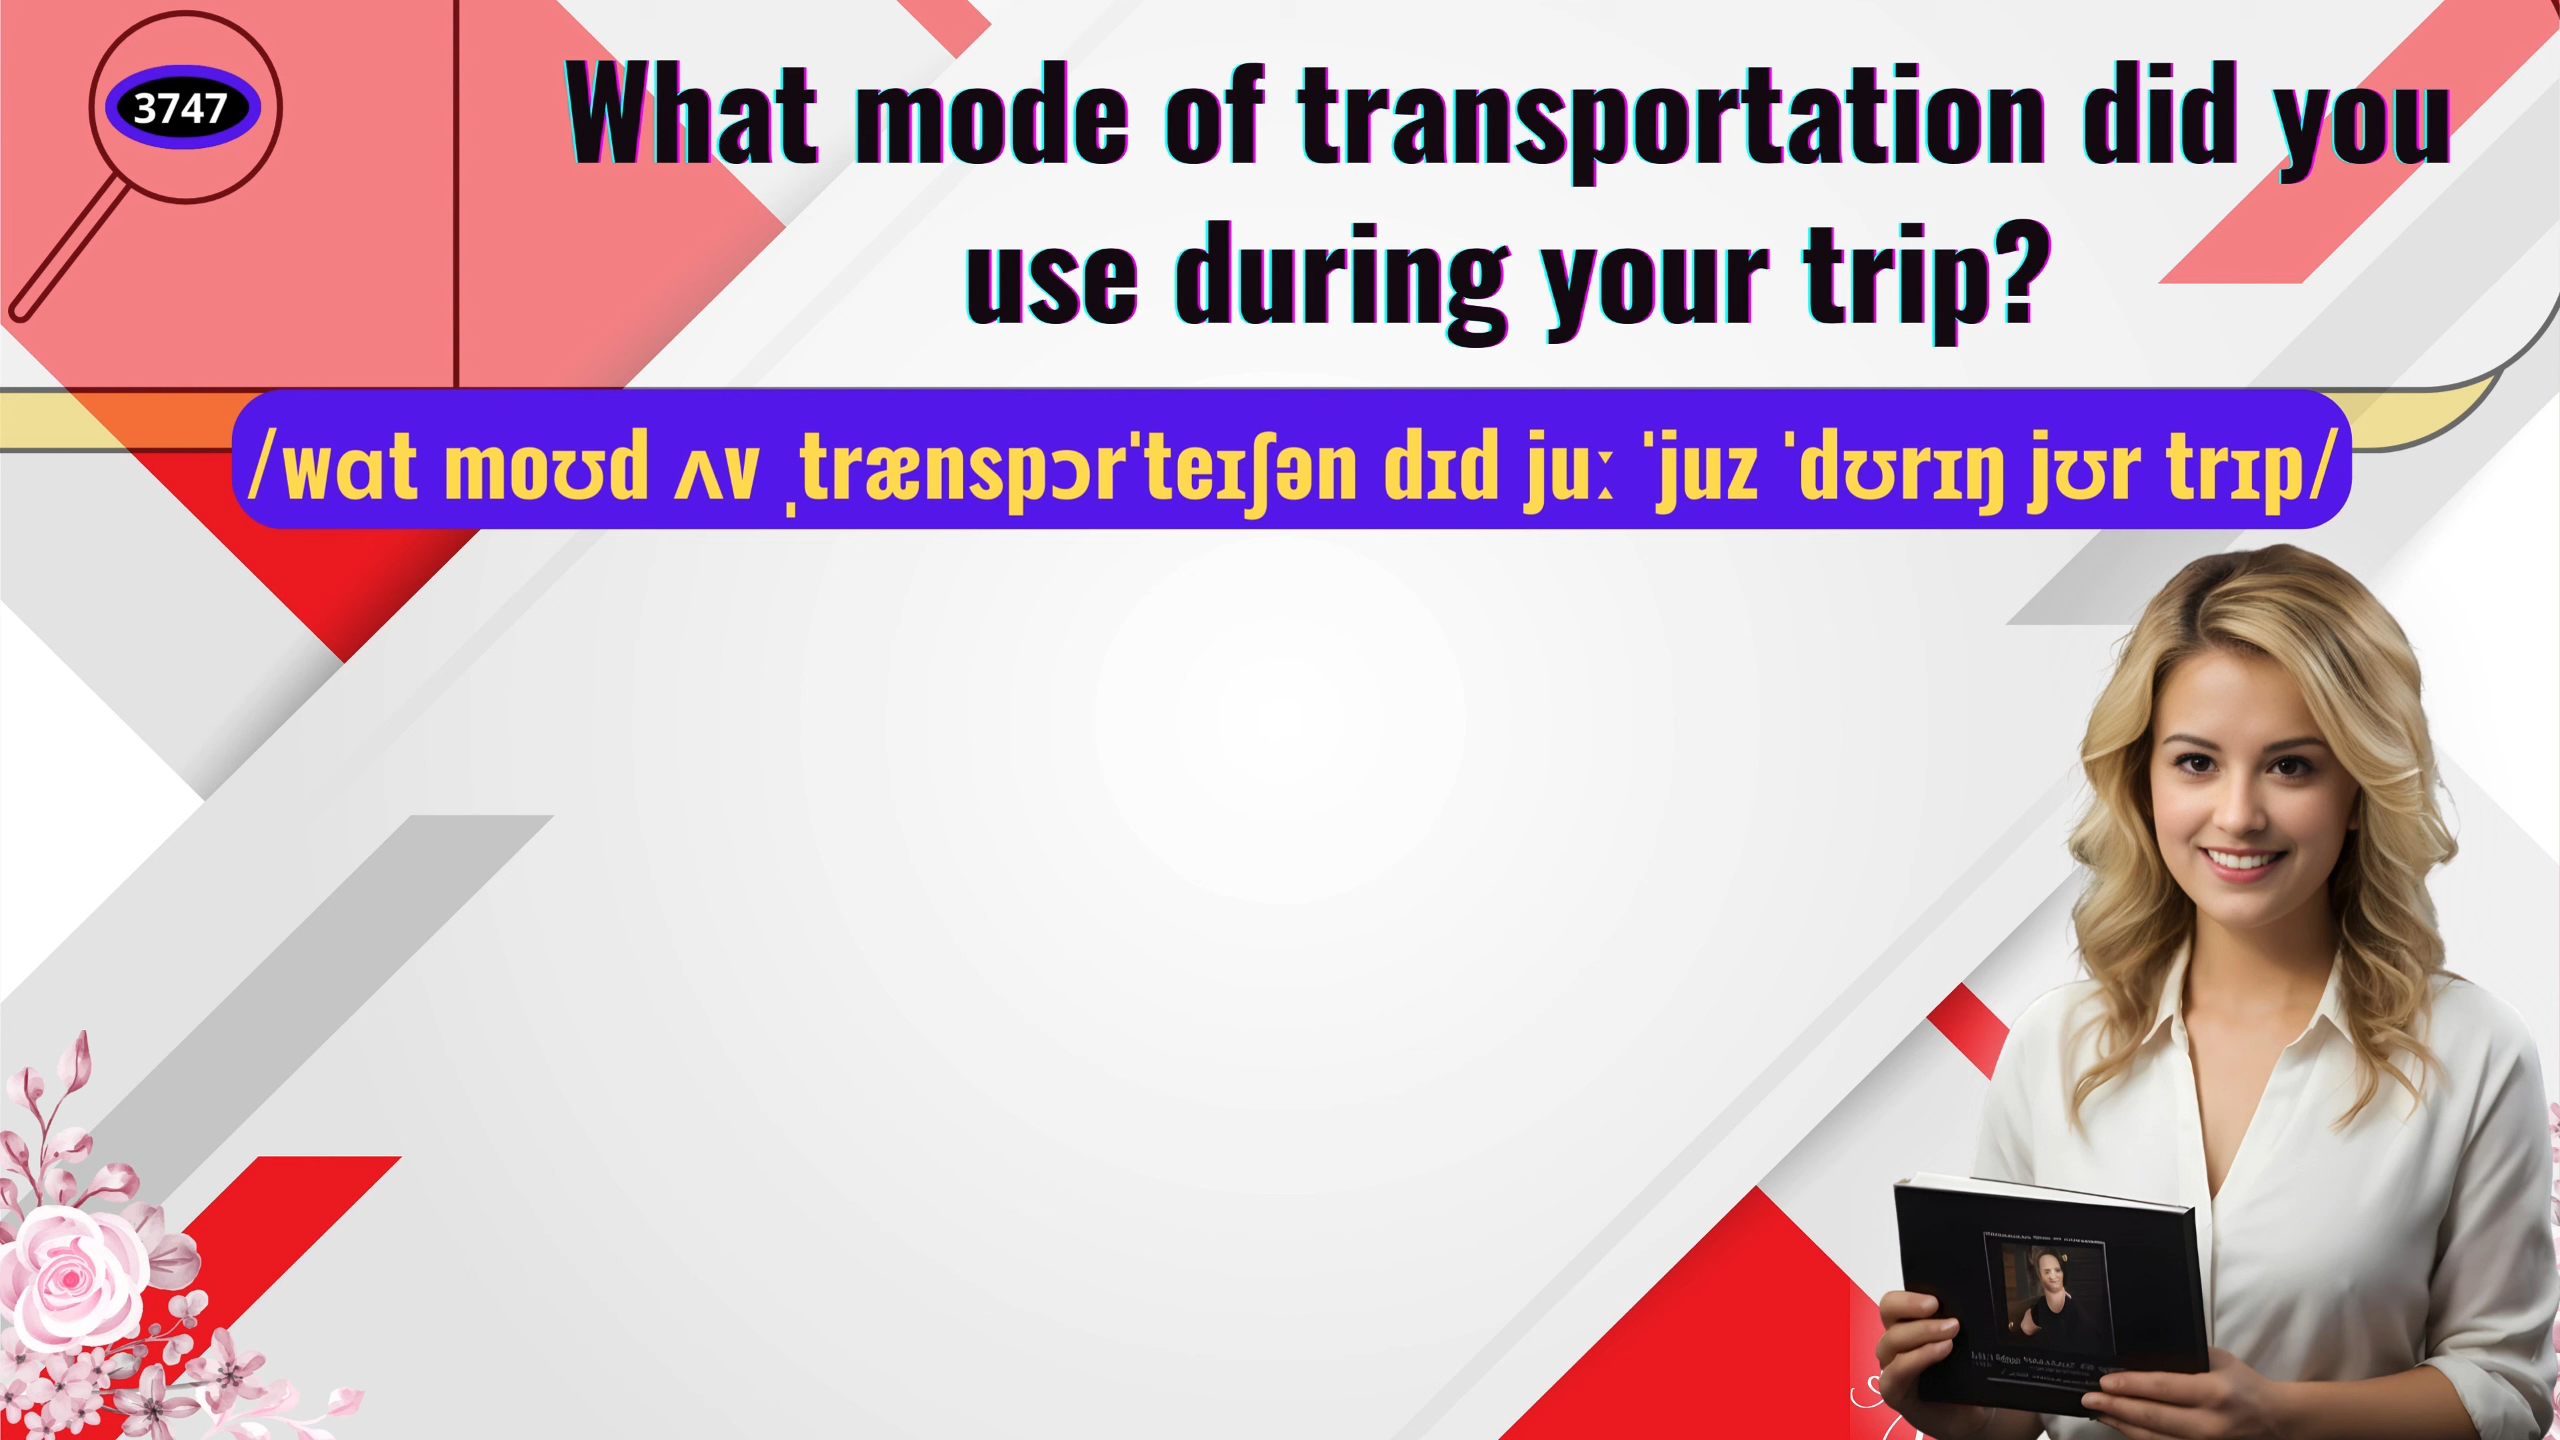 3747
What mode of transportation did you
use during your trip?
/wɑt moʊd ʌv ˌtrænspɔrˈteɪʃən dɪd juː ˈjuz ˈdʊrɪŋ jʊr trɪp/